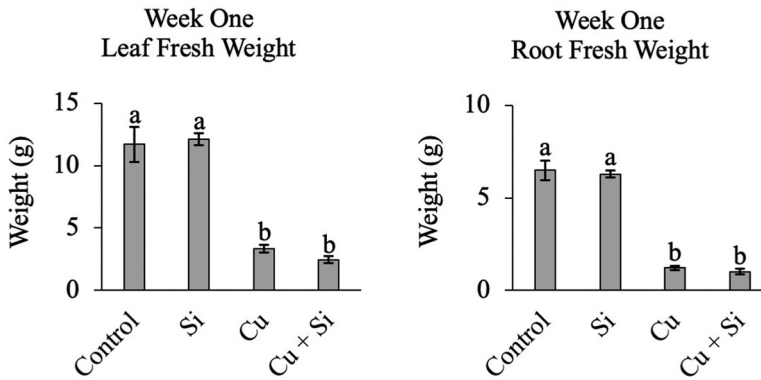 Week One
Leaf Fresh Weight
Weight (g)
15
10
5
0
a
a
b
b
Control
Si
Cu
Cu + Si
Week One
Root Fresh Weight
Weight (g)
10
5
0
a
a
b
b
Control
Si
Cu
Cu + Si